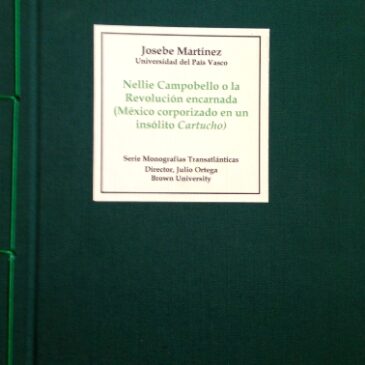 Josebe Martínez
Universidad del País Vasco
Nellie Campobello o la
Revolución encarnada
(México corporizado en un
insólito Cartucho)
Serie Monografías Transatlánticas
Director, Julio Ortega
Brown University